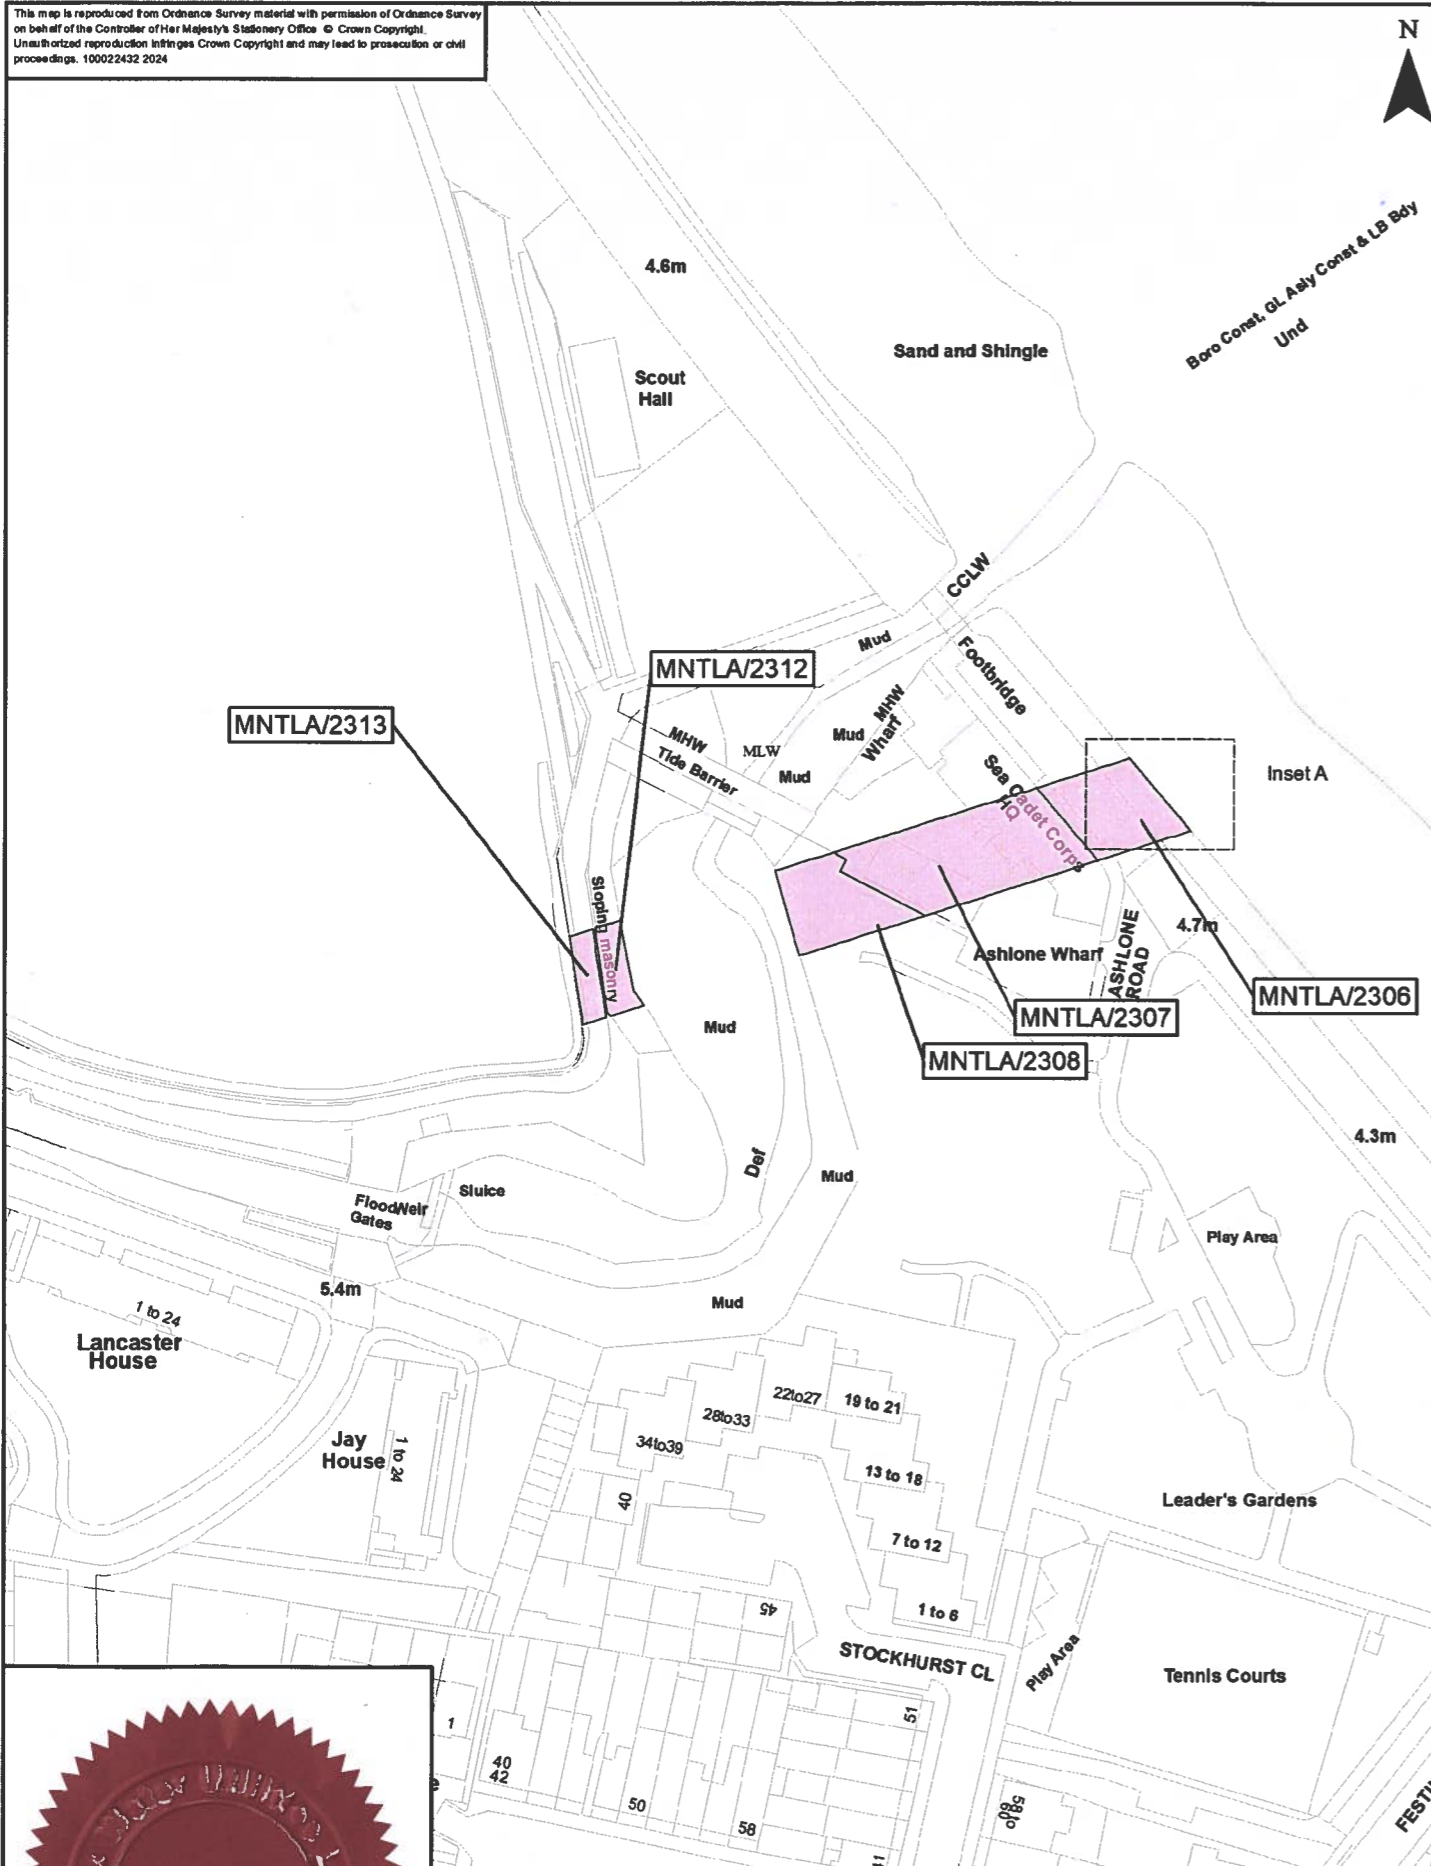 This map is reproduced from Ordnance Survey material with permission of Ordnance Survey
on behalf of the Controller of Her Majesty's Stationery Office © Crown Copyright.
Unauthorized reproduction infringes Crown Copyright and may lead to prosecution or civil
proceedings. 100022432 2024
N
Boro Const, GL Asly Const & LB Bdy
Und
4.6m
Sand and Shingle
Scout
Hall
CCLW
Mud
Footbridge
MNTLA/2312
MNTLA/2313
MHW
Wharf
Mud
MHW
MLW
Tide Barrier
Mud
Inset A
Sea Cadet Corps
HQ
Sloping masonry
4.7m
Ashlone Wharf
ASHLONE
ROAD
MNTLA/2306
MNTLA/2307
MNTLA/2308
Mud
4.3m
Def
Mud
Sluice
Flood
Gates
Weir
Play Area
5.4m
Mud
1 to 24
Lancaster
House
22to27
19 to 21
28to33
34to39
Jay
House
1 to 24
13 to 18
40
Leader's Gardens
7 to 12
45
1 to 6
STOCKHURST CL
Play Area
Tennis Courts
51
1
40
42
e
50
58
58to
60
41
FESTI